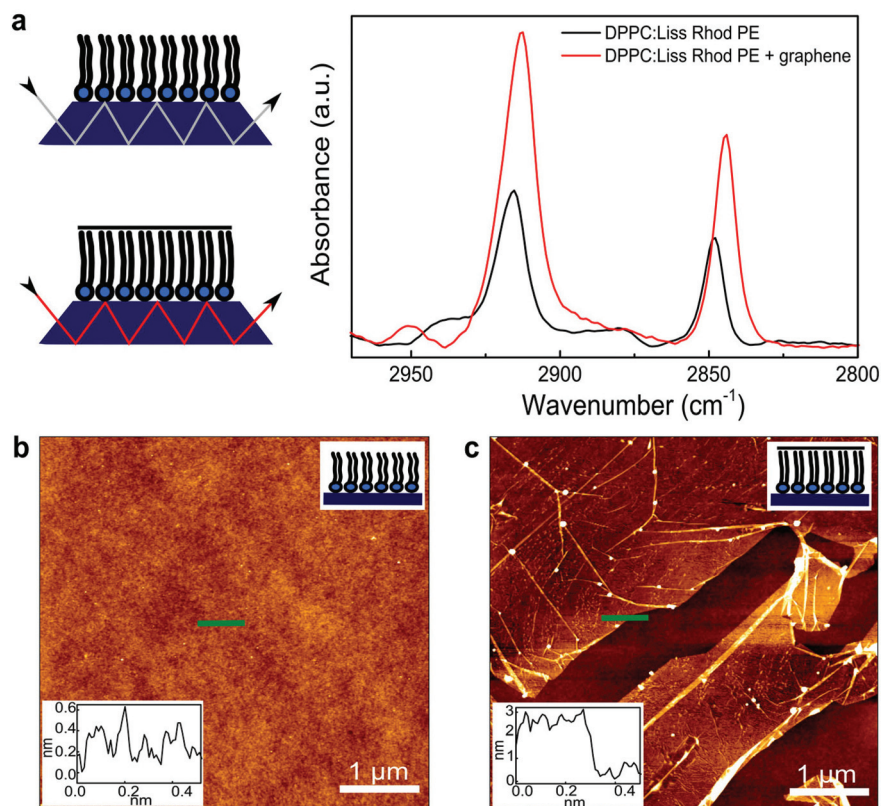 a
DPPC:Liss Rhod PE
DPPC:Liss Rhod PE + graphene
Absorbance (a.u.)
2950
2900
2850
2800
Wavenumber (cm⁻¹)
b
0.6
0.4
0.2
0.0
nm
0.0
0.2
0.4
nm
1 µm
c
3
2
1
0
nm
0.0
0.2
0.4
nm
1 µm